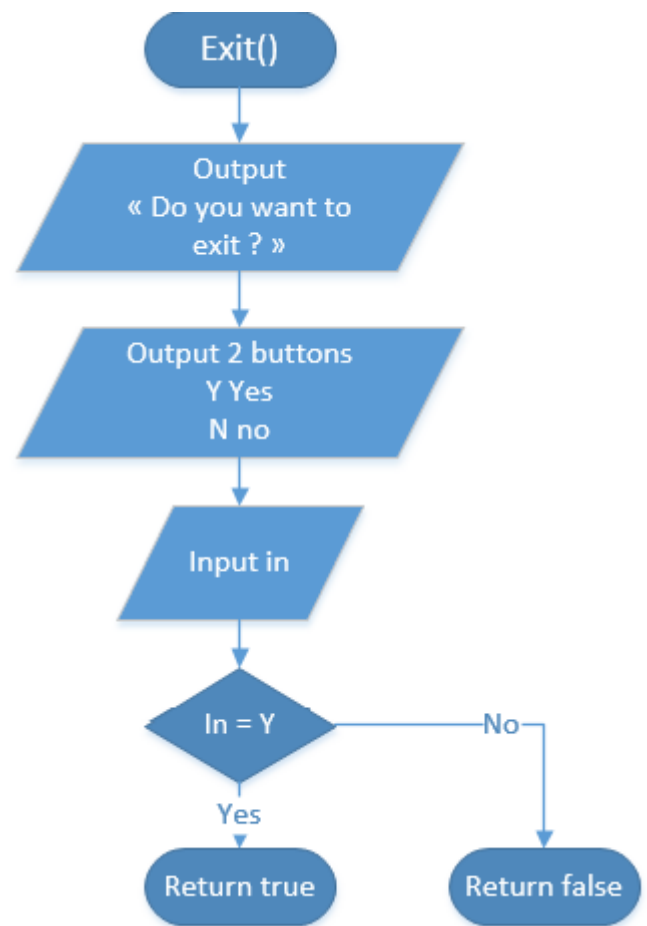 Exit()
Output
« Do you want to
exit ? »
Output 2 buttons
Y Yes
N no
Input in
In = Y
No
Yes
Return true
Return false